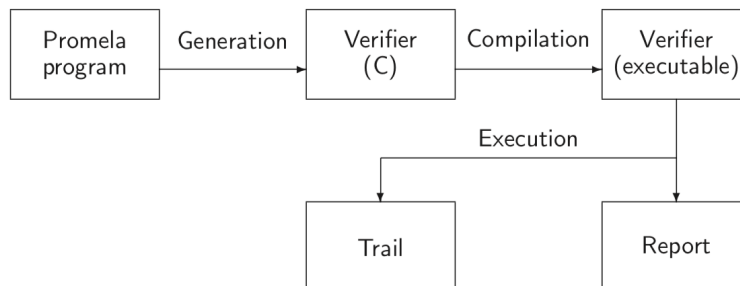 Promela
program
Generation
Verifier
(C)
Compilation
Verifier
(executable)
Execution
Trail
Report